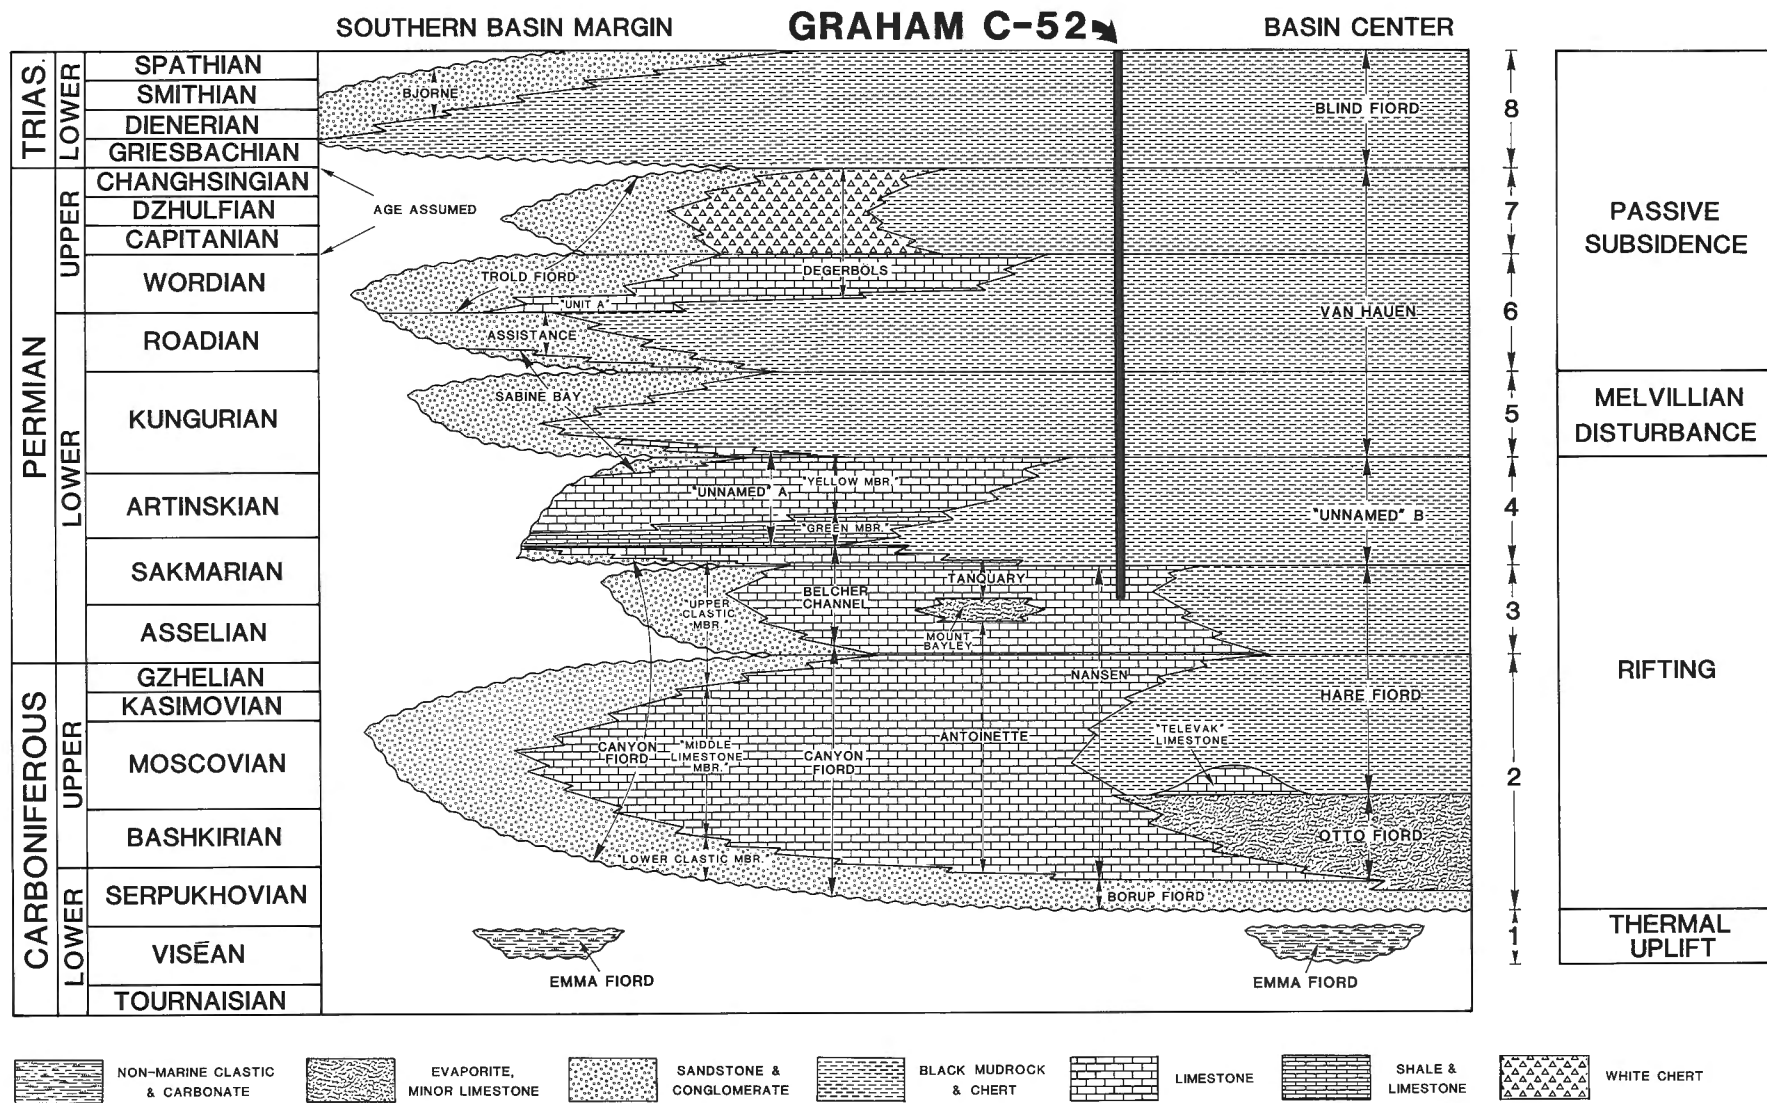 SOUTHERN BASIN MARGIN
GRAHAM C-52
BASIN CENTER
TRIAS.
LOWER
SPATHIAN
SMITHIAN
DIENERIAN
GRIESBACHIAN
PERMIAN
UPPER
CHANGHSINGIAN
DZHULFIAN
CAPITANIAN
WORDIAN
LOWER
ROADIAN
KUNGURIAN
ARTINSKIAN
SAKMARIAN
ASSELIAN
CARBONIFEROUS
UPPER
GZHELIAN
KASIMOVIAN
MOSCOVIAN
BASHKIRIAN
LOWER
SERPUKHOVIAN
VISĒAN
TOURNAISIAN
BJORNE
BLIND FIORD
AGE ASSUMED
TROLD FIORD
DEGERBOLS
"UNIT A"
VAN HAUEN
ASSISTANCE
SABINE BAY
"UNNAMED" A
"YELLOW MBR."
"GREEN MBR."
"UNNAMED" B
TANQUARY
BELCHER
CHANNEL
"UPPER
CLASTIC
MBR.
MOUNT
BAYLEY
NANSEN
HARE FIORD
"TELEVAK
LIMESTONE"
ANTOINETTE
CANYON
FIORD
"MIDDLE
LIMESTONE
MBR."
CANYON
FIORD
OTTO FIORD
LOWER CLASTIC MBR.
BORUP FIORD
EMMA FIORD
EMMA FIORD
8
7
6
5
4
3
2
1
PASSIVE
SUBSIDENCE
MELVILLIAN
DISTURBANCE
RIFTING
THERMAL
UPLIFT
NON-MARINE CLASTIC
& CARBONATE
EVAPORITE,
MINOR LIMESTONE
SANDSTONE &
CONGLOMERATE
BLACK MUDROCK
& CHERT
LIMESTONE
SHALE &
LIMESTONE
WHITE CHERT